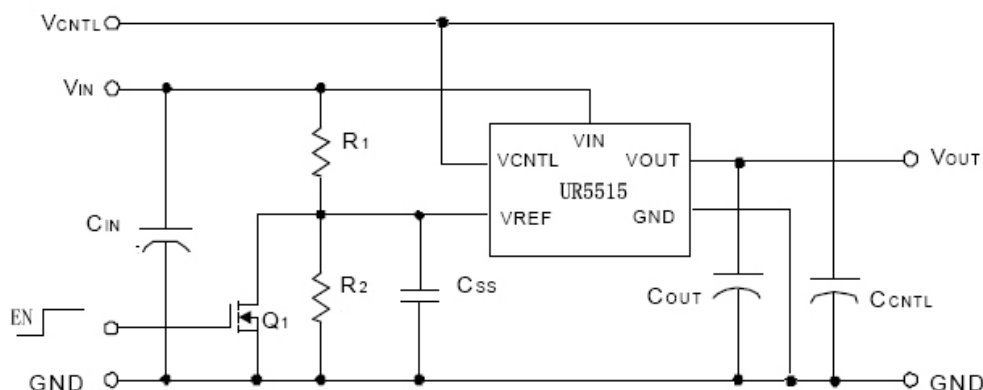 VCNTL
VIN
R1
VIN
VCNTL
VOUT
VOUT
UR5515
VREF
GND
CIN
R2
CSS
COUT
CCNTL
EN
Q1
GND
GND